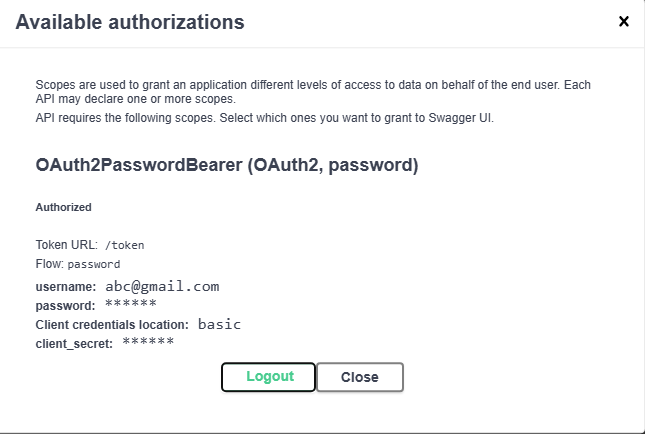 Available authorizations
Scopes are used to grant an application different levels of access to data on behalf of the end user. Each
API may declare one or more scopes.
API requires the following scopes. Select which ones you want to grant to Swagger UI.
OAuth2PasswordBearer (OAuth2, password)
Authorized
Token URL: /token
Flow: password
username: abc@gmail.com
password: ******
Client credentials location: basic
client_secret: ******
Logout Close